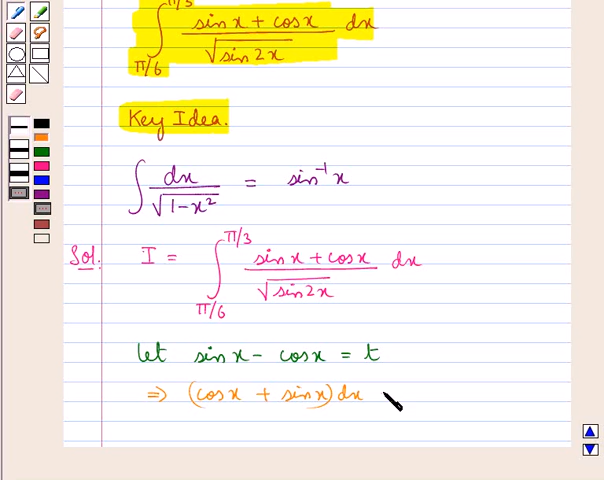 ∫_{π/6}^{π/3} (sin x + cos x)/√(sin 2x) dx
Key Idea.
∫ dx/√(1-x²) = sin⁻¹x
Sol. I = ∫_{π/6}^{π/3} (sin x + cos x)/√(sin 2x) dx
let sin x - cos x = t
⇒ (cos x + sin x) dx